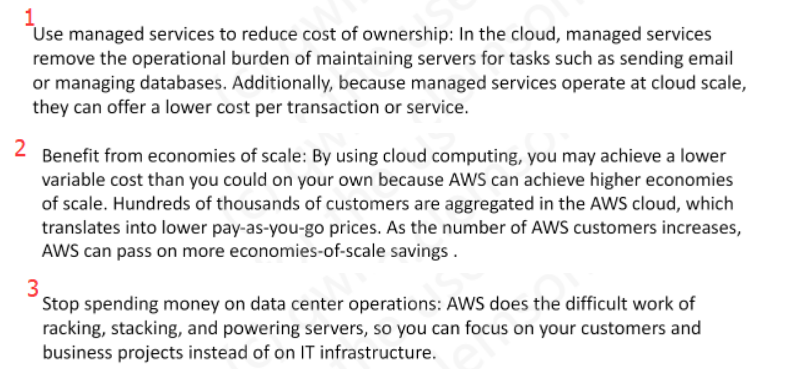 1
Use managed services to reduce cost of ownership: In the cloud, managed services
remove the operational burden of maintaining servers for tasks such as sending email
or managing databases. Additionally, because managed services operate at cloud scale,
they can offer a lower cost per transaction or service.
2
Benefit from economies of scale: By using cloud computing, you may achieve a lower
variable cost than you could on your own because AWS can achieve higher economies
of scale. Hundreds of thousands of customers are aggregated in the AWS cloud, which
translates into lower pay-as-you-go prices. As the number of AWS customers increases,
AWS can pass on more economies-of-scale savings .
3
Stop spending money on data center operations: AWS does the difficult work of
racking, stacking, and powering servers, so you can focus on your customers and
business projects instead of on IT infrastructure.